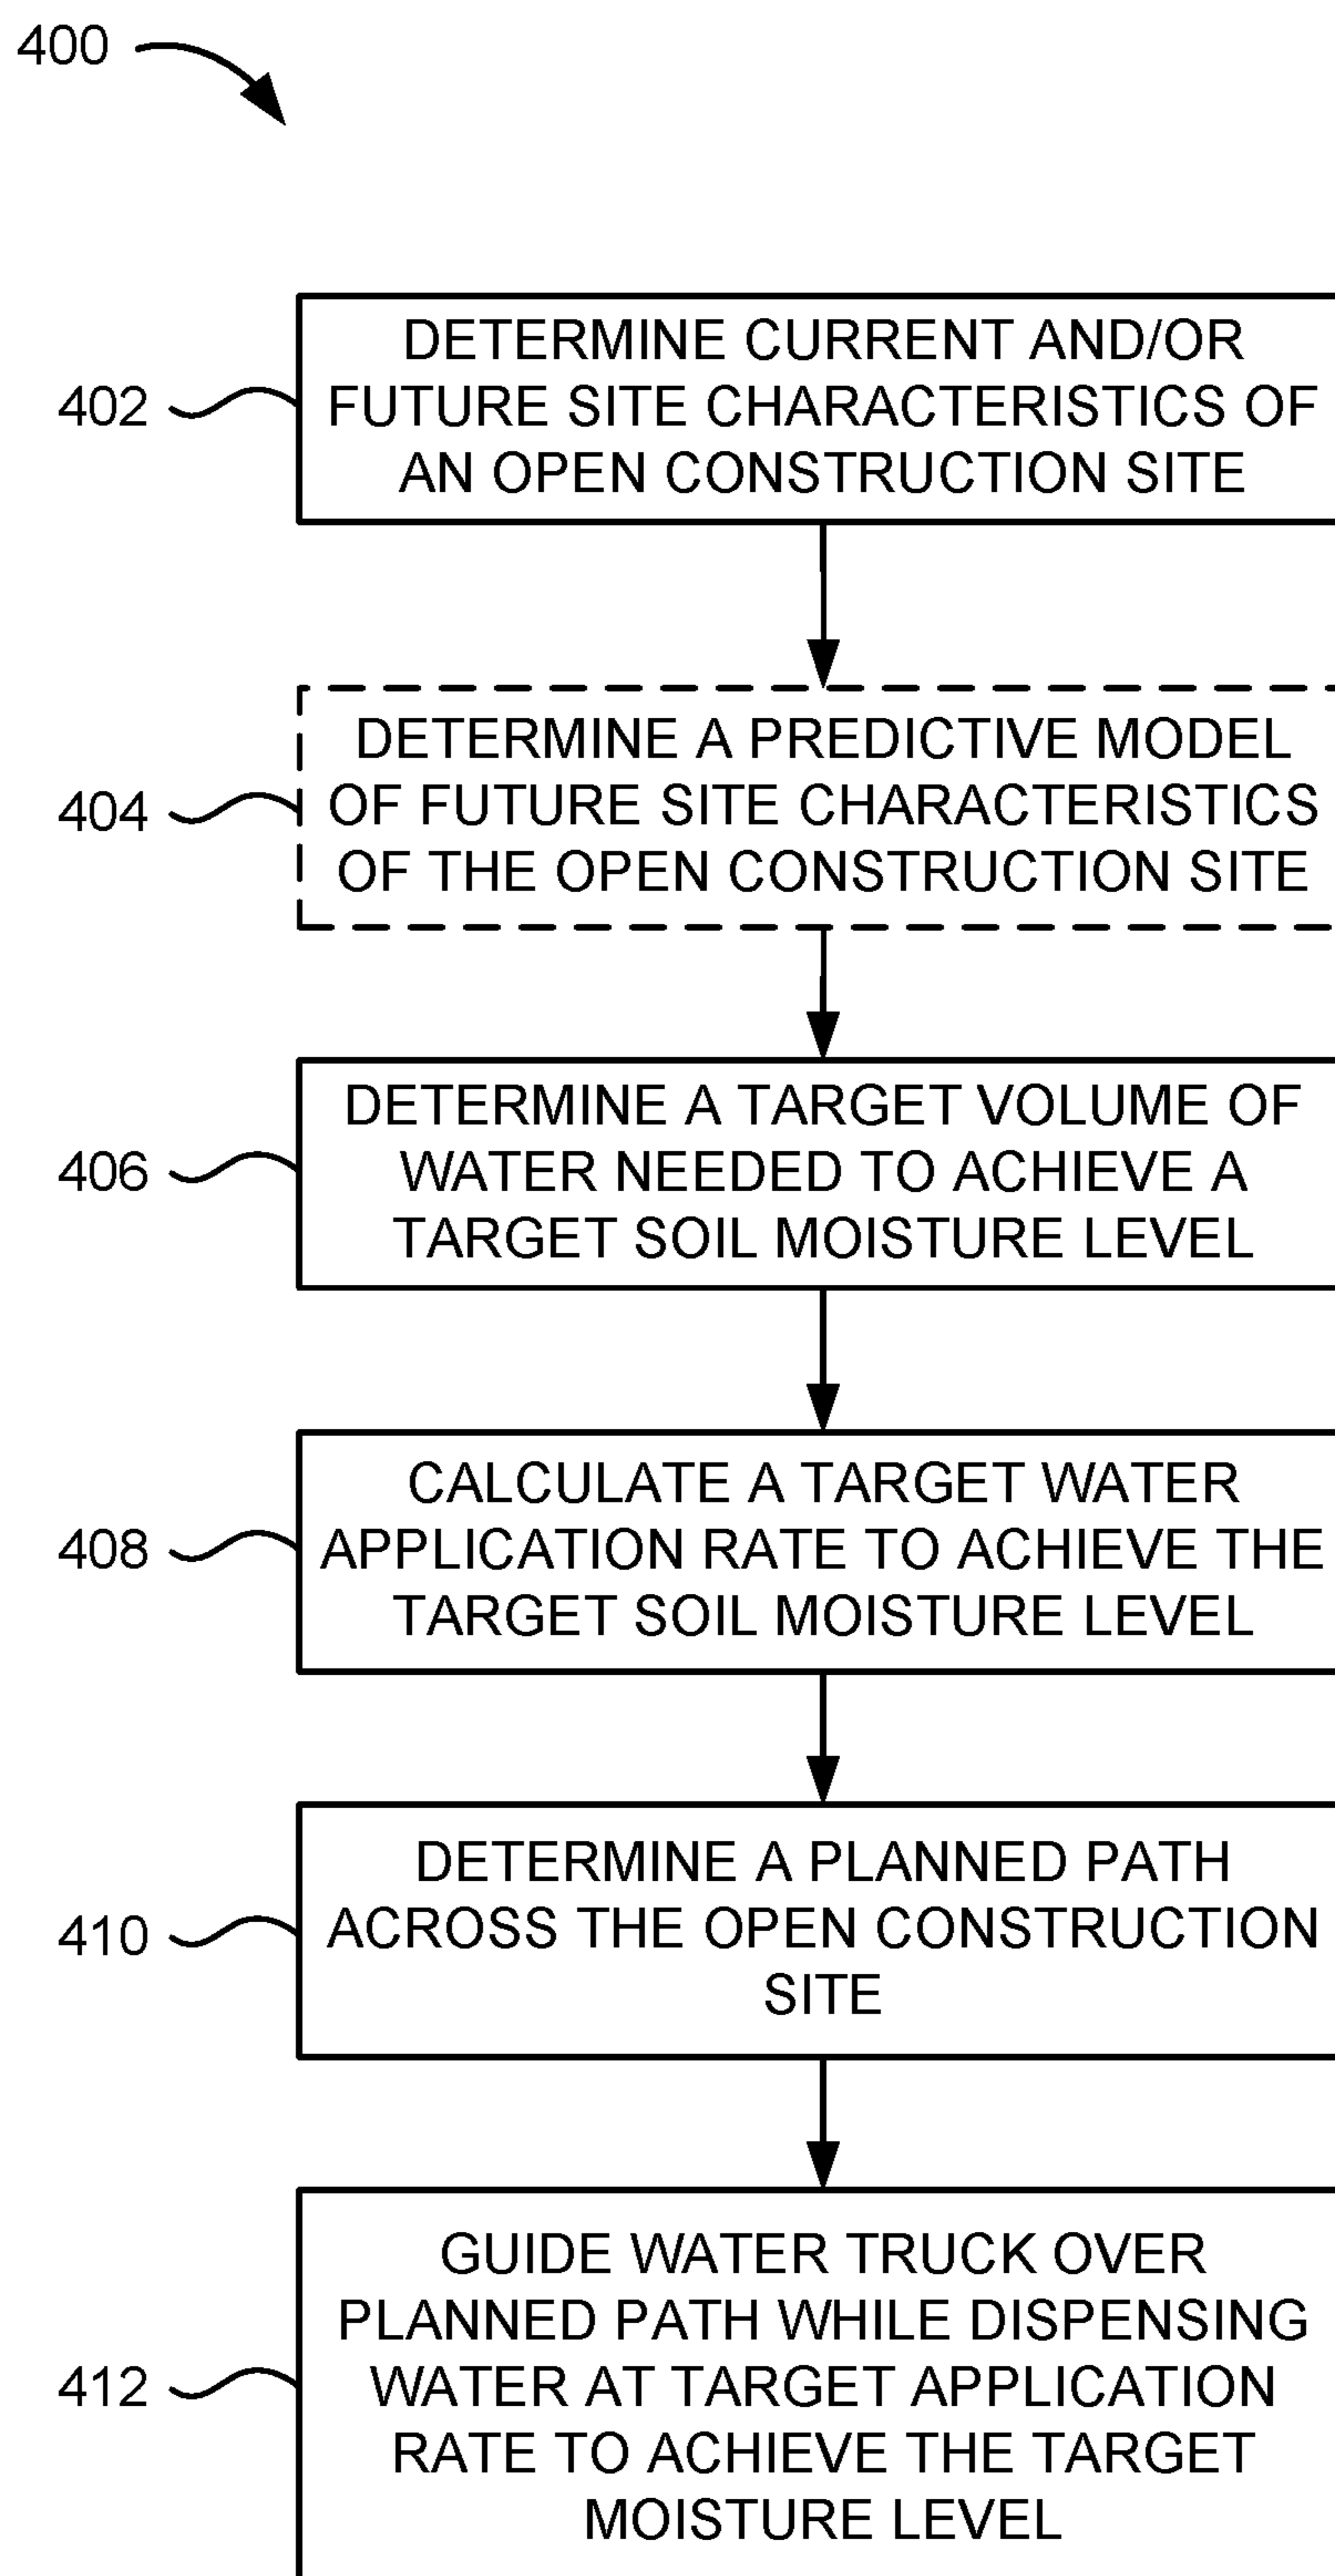 400
DETERMINE CURRENT AND/OR
FUTURE SITE CHARACTERISTICS OF
AN OPEN CONSTRUCTION SITE
402
DETERMINE A PREDICTIVE MODEL
OF FUTURE SITE CHARACTERISTICS
OF THE OPEN CONSTRUCTION SITE
404
DETERMINE A TARGET VOLUME OF
WATER NEEDED TO ACHIEVE A
TARGET SOIL MOISTURE LEVEL
406
CALCULATE A TARGET WATER
APPLICATION RATE TO ACHIEVE THE
TARGET SOIL MOISTURE LEVEL
408
DETERMINE A PLANNED PATH
ACROSS THE OPEN CONSTRUCTION
SITE
410
GUIDE WATER TRUCK OVER
PLANNED PATH WHILE DISPENSING
WATER AT TARGET APPLICATION
RATE TO ACHIEVE THE TARGET
MOISTURE LEVEL
412